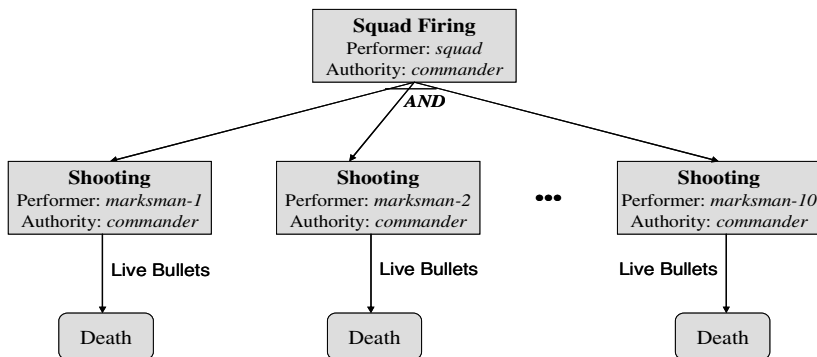 Squad Firing
Performer: squad
Authority: commander
AND
Shooting
Performer: marksman-1
Authority: commander
Shooting
Performer: marksman-2
Authority: commander
•••
Shooting
Performer: marksman-10
Authority: commander
Live Bullets
Live Bullets
Live Bullets
Death
Death
Death